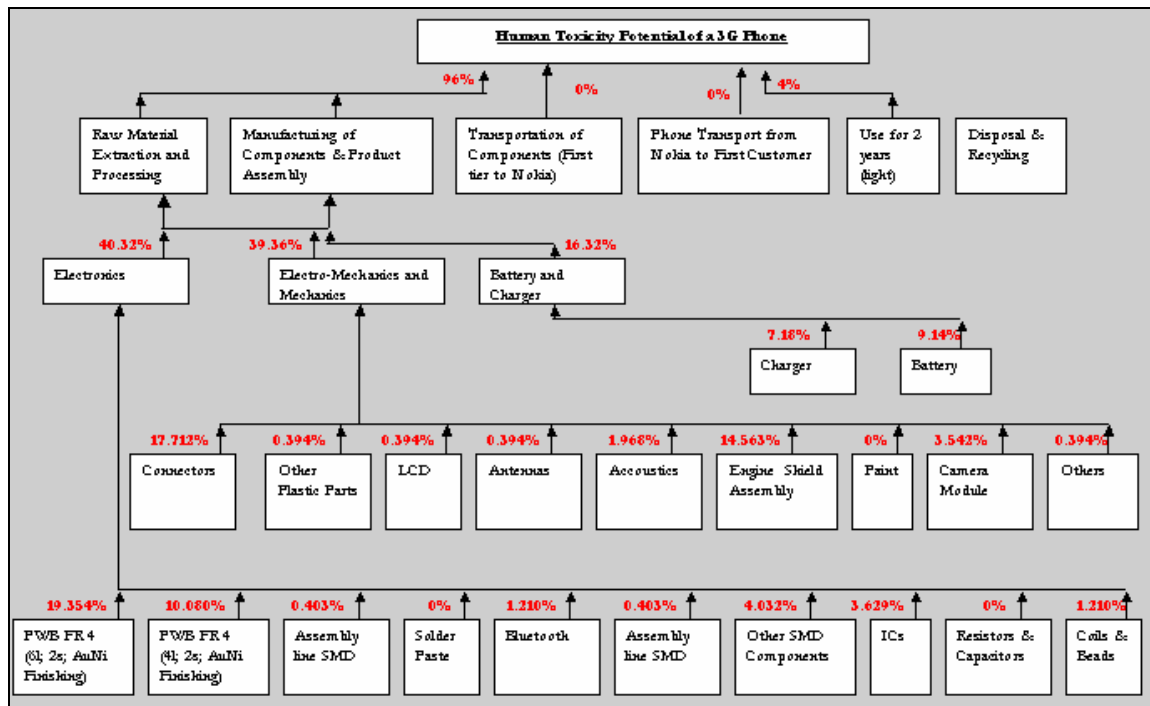 Human Toxicity Potential of a 3G Phone
96%
0%
0%
4%
Raw Material
Extraction and
Processing
Manufacturing of
Components & Product
Assembly
Transportation of
Components (First
tier to Nokia)
Phone Transport from
Nokia to First Customer
Use for 2
years
(light)
Disposal &
Recycling
40.32%
39.36%
16.32%
Electronics
Electro-Mechanics and
Mechanics
Battery and
Charger
7.18%
9.14%
Charger
Battery
17.712%
0.394%
0.394%
0.394%
1.968%
14.563%
0%
3.542%
0.394%
Connectors
Other
Plastic Parts
LCD
Antennas
Accoustics
Engine Shield
Assembly
Paint
Camera
Module
Others
19.354%
10.080%
0.403%
0%
1.210%
0.403%
4.032%
3.629%
0%
1.210%
PWB FR4
(6l; 2s; AuNi
Finishing)
PWB FR4
(4l; 2s; AuNi
Finishing)
Assembly
line SMD
Solder
Paste
Bluetooth
Assembly
line SMD
Other SMD
Components
ICs
Resistors &
Capacitors
Coils &
Beads